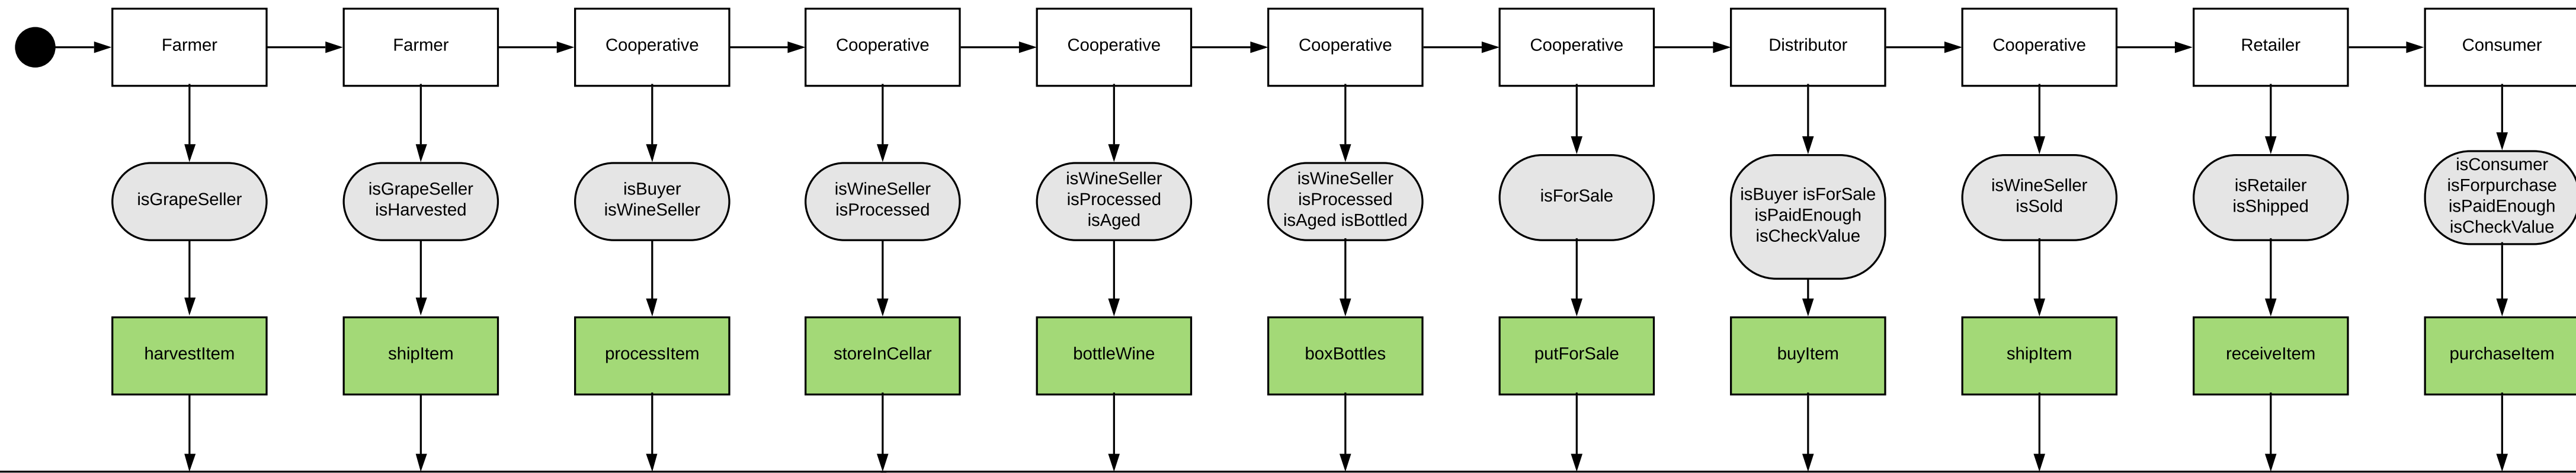 Farmer
Farmer
Cooperative
Cooperative
Cooperative
Cooperative
Cooperative
Distributor
Cooperative
Retailer
Consumer
isGrapeSeller
isGrapeSeller
isHarvested
isBuyer
isWineSeller
isWineSeller
isProcessed
isWineSeller
isProcessed
isAged
isWineSeller
isProcessed
isAged isBottled
isForSale
isBuyer isForSale
isPaidEnough
isCheckValue
isWineSeller
isSold
isRetailer
isShipped
isConsumer
isForpurchase
isPaidEnough
isCheckValue
harvestItem
shipItem
processItem
storeInCellar
bottleWine
boxBottles
putForSale
buyItem
shipItem
receiveItem
purchaseItem